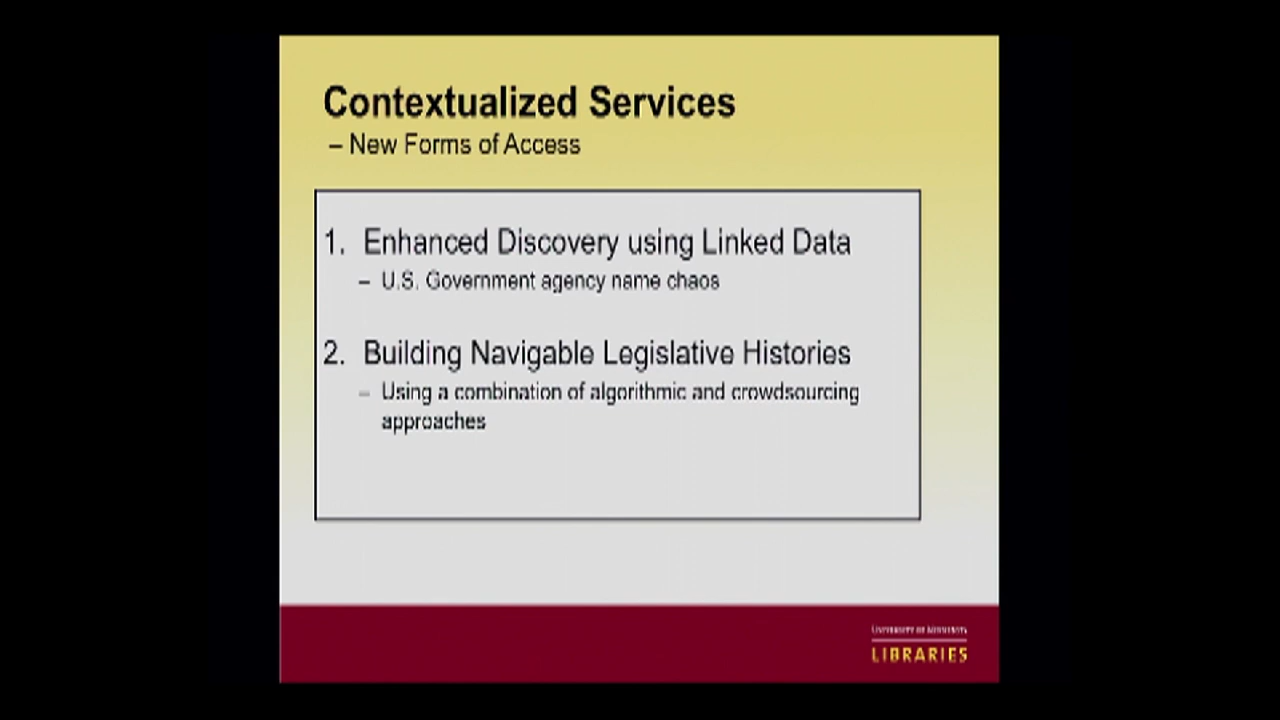 Contextualized Services
– New Forms of Access
1. Enhanced Discovery using Linked Data
– U.S. Government agency name chaos
2. Building Navigable Legislative Histories
– Using a combination of algorithmic and crowdsourcing
approaches
UNIVERSITY OF MINNESOTA
LIBRARIES